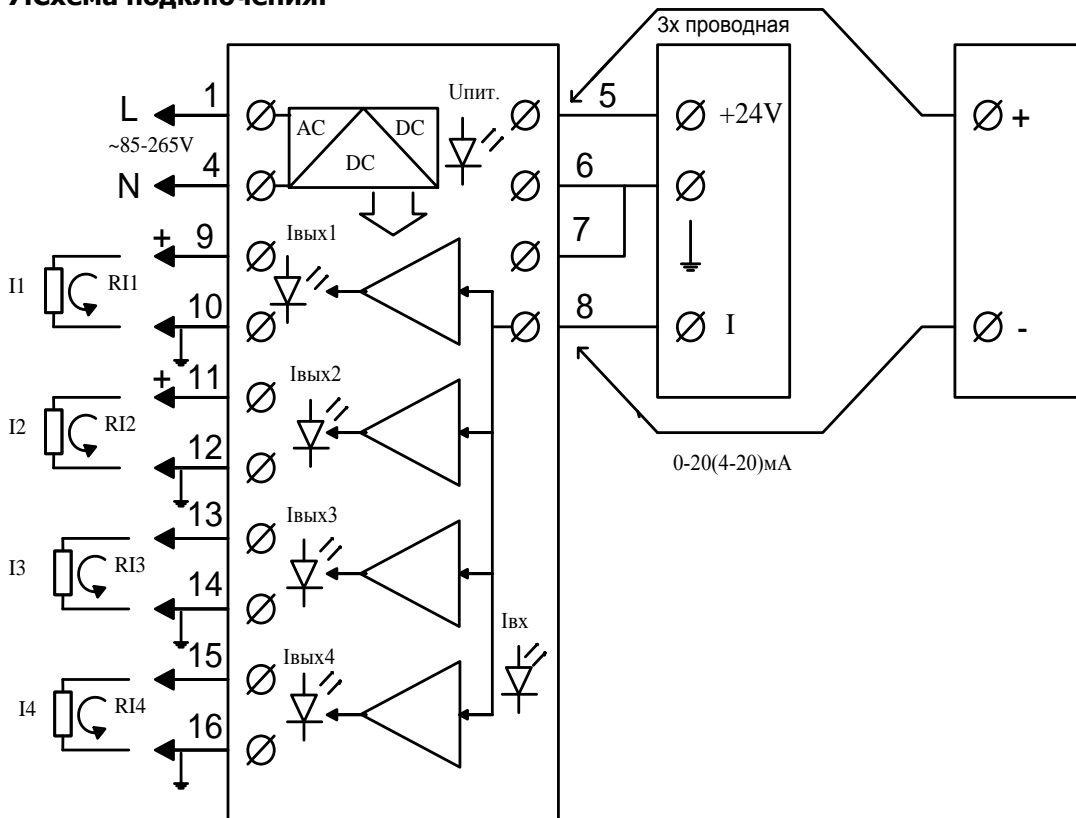 Схема подключения.
3х проводная
L
1
Uпит.
5
+24V
+
~85-265V
AC
DC
DC
N
4
6
+
9
Iвых1
7
I1
RI1
10
8
I
-
+
11
Iвых2
I2
RI2
12
0-20(4-20)мА
13
Iвых3
I3
RI3
14
Iвх
15
Iвых4
I4
RI4
16